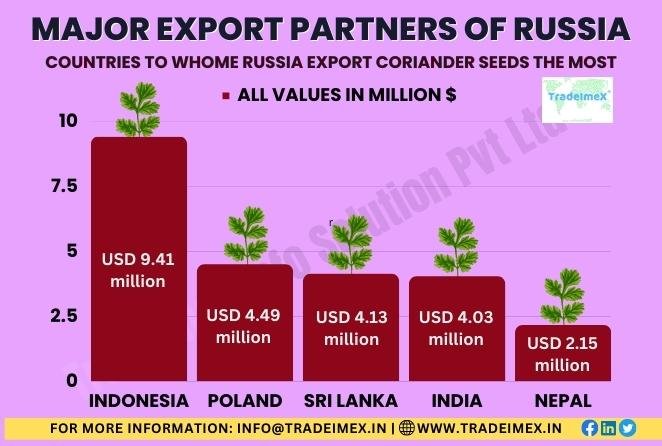 MAJOR EXPORT PARTNERS OF RUSSIA
COUNTRIES TO WHOME RUSSIA EXPORT CORIANDER SEEDS THE MOST
ALL VALUES IN MILLION $
TradeImeX
10
7.5
5
2.5
0
USD 9.41
million
USD 4.49
million
USD 4.13
million
USD 4.03
million
USD 2.15
million
INDONESIA POLAND SRI LANKA INDIA NEPAL
Solution Pvt Ltd
FOR MORE INFORMATION: INFO@TRADEIMEX.IN | WWW.TRADEIMEX.IN